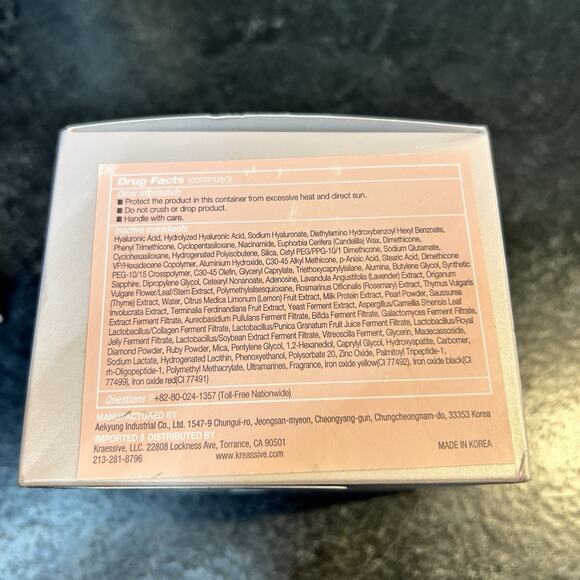 Drug Facts (continued)
Other information
■ Protect the product in this container from excessive heat and direct sun.
■ Do not crush or drop product.
■ Handle with care.
Inactive ingredients
Hyaluronic Acid, Hydrolyzed Hyaluronic Acid, Sodium Hyaluronate, Diethylamino Hydroxybenzoyl Hexyl Benzoate,
Phenyl Trimethicone, Cyclopentasiloxane, Niacinamide, Euphorbia Cerifera (Candelilla) Wax, Dimethicone,
Cyclohexasiloxane, Hydrogenated Polyisobutene, Silica, Cetyl PEG/PPG-10/1 Dimethicone, Sodium Glutamate,
VP/Hexadecene Copolymer, Aluminum Hydroxide, C30-45 Alkyl Methicone, p-Anisic Acid, Stearic Acid, Dimethicone
PEG-10/15 Crosspolymer, C30-45 Olefin, Glyceryl Caprylate, Triethoxycaprylylsilane, Alumina, Butylene Glycol, Synthetic
Sapphire, Dipropylene Glycol, Cetearyl Nonanoate, Adenosine, Lavandula Angustifolia (Lavender) Extract, Origanum
Vulgare Flower/Leaf/Stem Extract, Polymethylsilsesquioxane, Rosmarinus Officinalis (Rosemary) Extract, Thymus Vulgaris
(Thyme) Extract, Water, Citrus Medica Limonum (Lemon) Fruit Extract, Milk Protein Extract, Pearl Powder, Saussurea
Involucrata Extract, Terminalia Ferdinandiana Fruit Extract, Yeast Ferment Extract, Aspergillus/Camellia Sinensis Leaf
Extract Ferment Filtrate, Aureobasidium Pullulans Ferment Filtrate, Bifida Ferment Filtrate, Galactomyces Ferment Filtrate,
Lactobacillus/Collagen Ferment Filtrate, Lactobacillus/Punica Granatum Fruit Juice Ferment Filtrate, Lactobacillus/Royal
Jelly Ferment Filtrate, Lactobacillus/Soybean Extract Ferment Filtrate, Vitreoscilla Ferment, Glycerin, Madecassoside,
Diamond Powder, Ruby Powder, Mica, Pentylene Glycol, 1,2-Hexanediol, Caprylyl Glycol, Hydroxyapatite, Carbomer,
Sodium Lactate, Hydrogenated Lecithin, Phenoxyethanol, Polysorbate 20, Zinc Oxide, Palmitoyl Tripeptide-1,
rh-Oligopeptide-1, Polymethyl Methacrylate, Ultramarines, Fragrance, Iron oxide yellow(CI 77492), Iron oxide black(CI
77499), Iron oxide red(CI 77491)
Questions ? +82-80-024-1357 (Toll-Free Nationwide)
MANUFACTURED BY
Aekyung Industrial Co., Ltd. 1547-9 Chungui-ro, Jeongsan-myeon, Cheongyang-gun, Chungcheongnam-do, 33353 Korea
IMPORTED & DISTRIBUTED BY
Kraessive, LLC. 22808 Lockness Ave, Torrance, CA 90501
213-281-8796 www.kreassive.com MADE IN KOREA